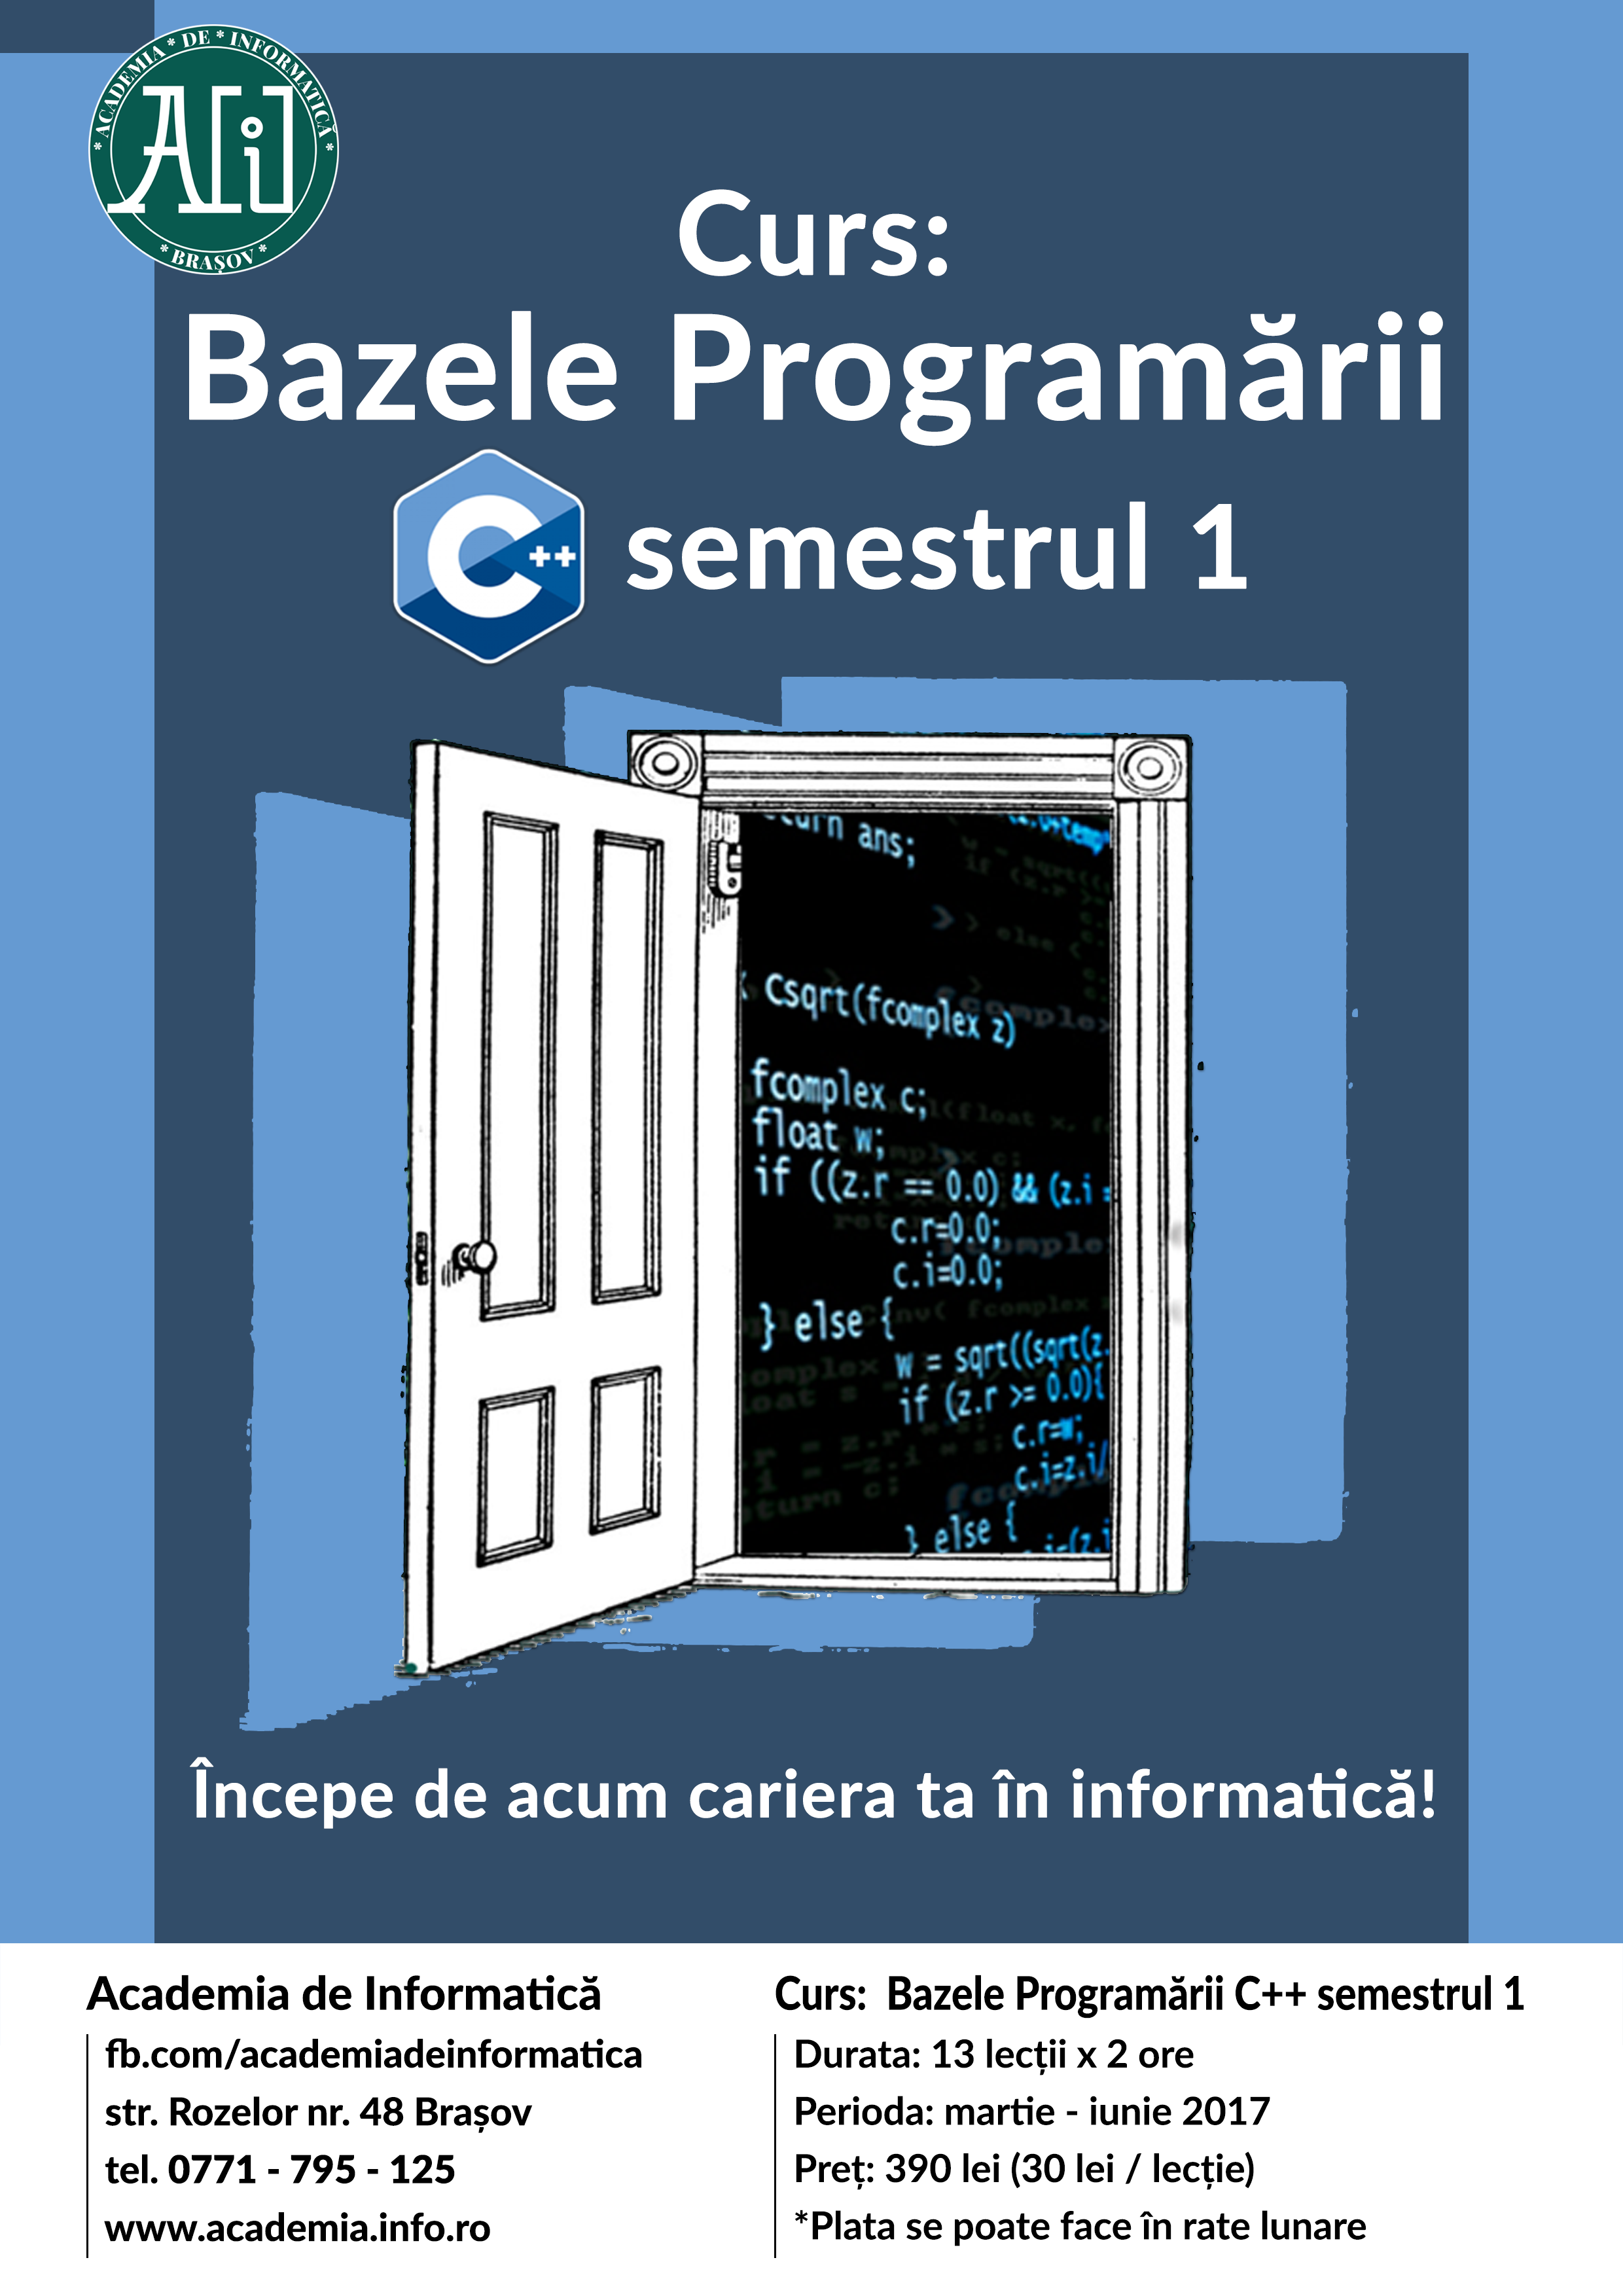 * ACADEMIA * DE * INFORMATICĂ *
A[i]
* BRAȘOV *
Curs:
Bazele Programării
C++ semestrul 1
ans;
Csqrt(fcomplex z)
fcomplex c;
float w;
if ((z.r == 0.0) && (z.i =
c.r=0.0;
c.i=0.0;
} else {
w = sqrt((sqrt(z.
if (z.r >= 0.0){
c.r=w;
c.i=z.i/
} else {
Începe de acum cariera ta în informatică!
Academia de Informatică
fb.com/academiadeinformatica
str. Rozelor nr. 48 Brașov
tel. 0771 - 795 - 125
www.academia.info.ro
Curs:  Bazele Programării C++ semestrul 1
Durata: 13 lecții x 2 ore
Perioda: martie - iunie 2017
Preț: 390 lei (30 lei / lecție)
*Plata se poate face în rate lunare